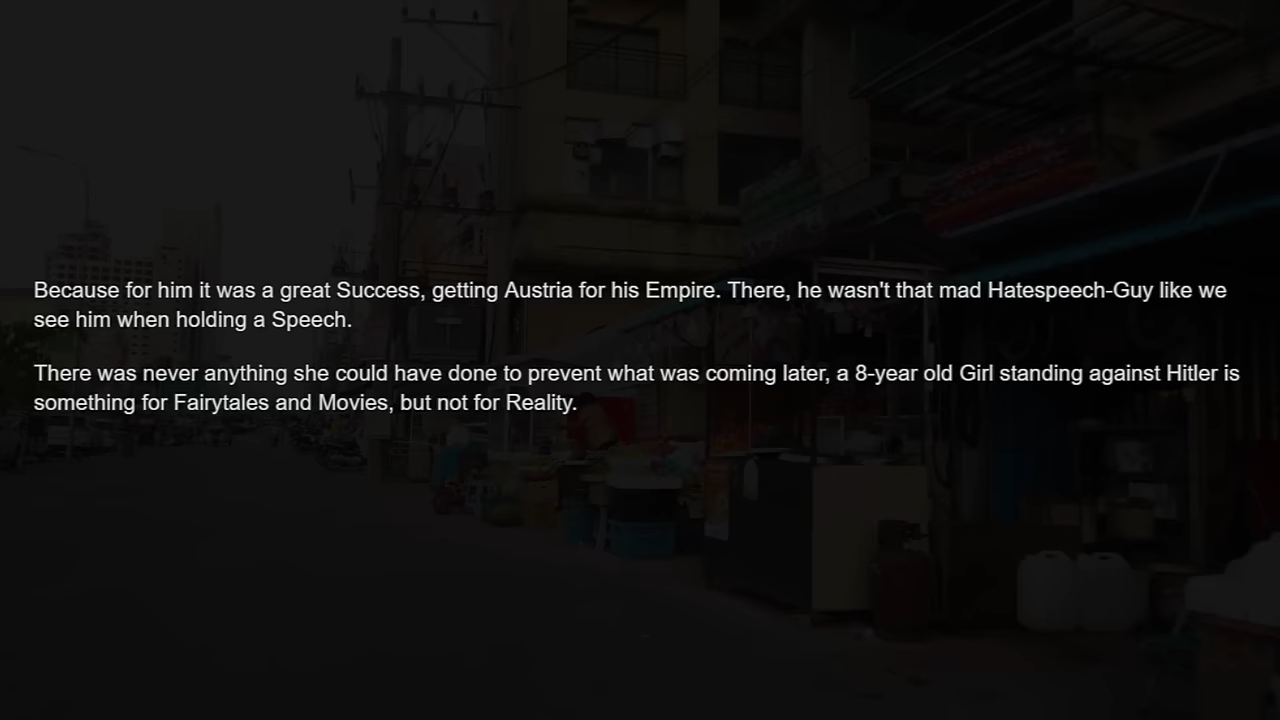 Because for him it was a great Success, getting Austria for his Empire. There, he wasn't that mad Hatespeech-Guy like we
see him when holding a Speech.
There was never anything she could have done to prevent what was coming later, a 8-year old Girl standing against Hitler is
something for Fairytales and Movies, but not for Reality.